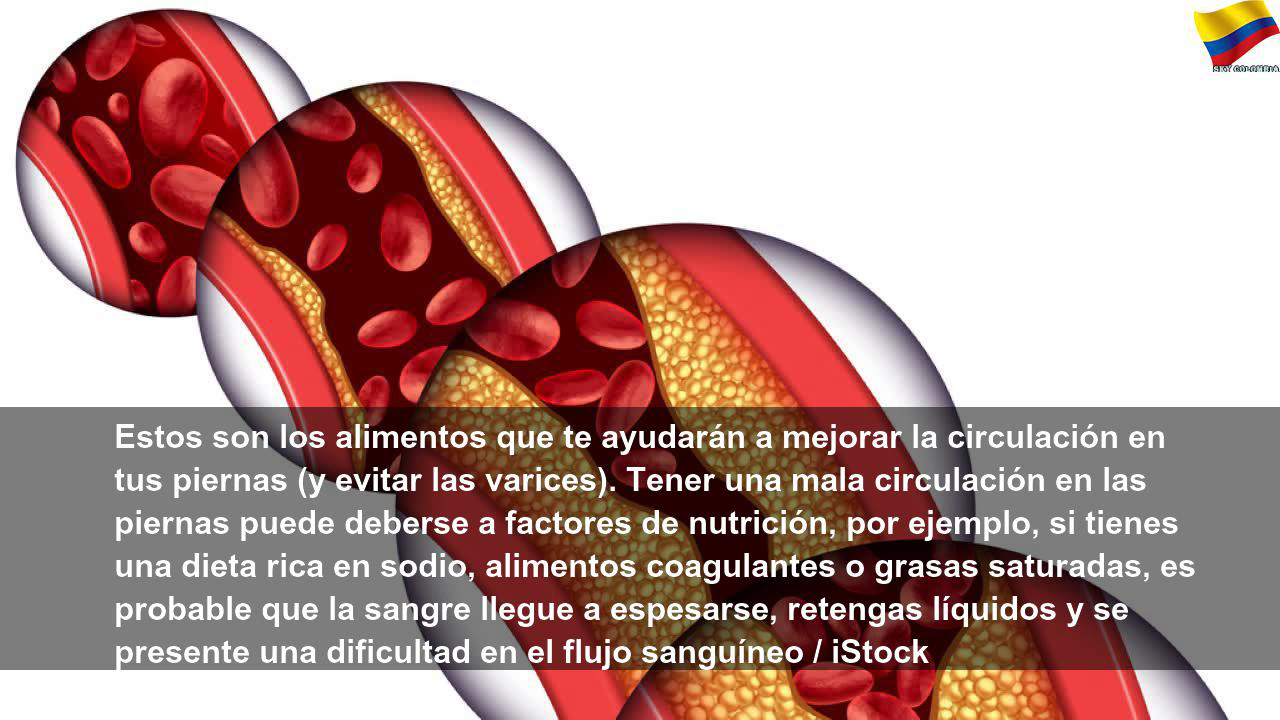 SKY COLOMBIA
Estos son los alimentos que te ayudarán a mejorar la circulación en
tus piernas (y evitar las varices). Tener una mala circulación en las
piernas puede deberse a factores de nutrición, por ejemplo, si tienes
una dieta rica en sodio, alimentos coagulantes o grasas saturadas, es
probable que la sangre llegue a espesarse, retengas líquidos y se
presente una dificultad en el flujo sanguíneo / iStock